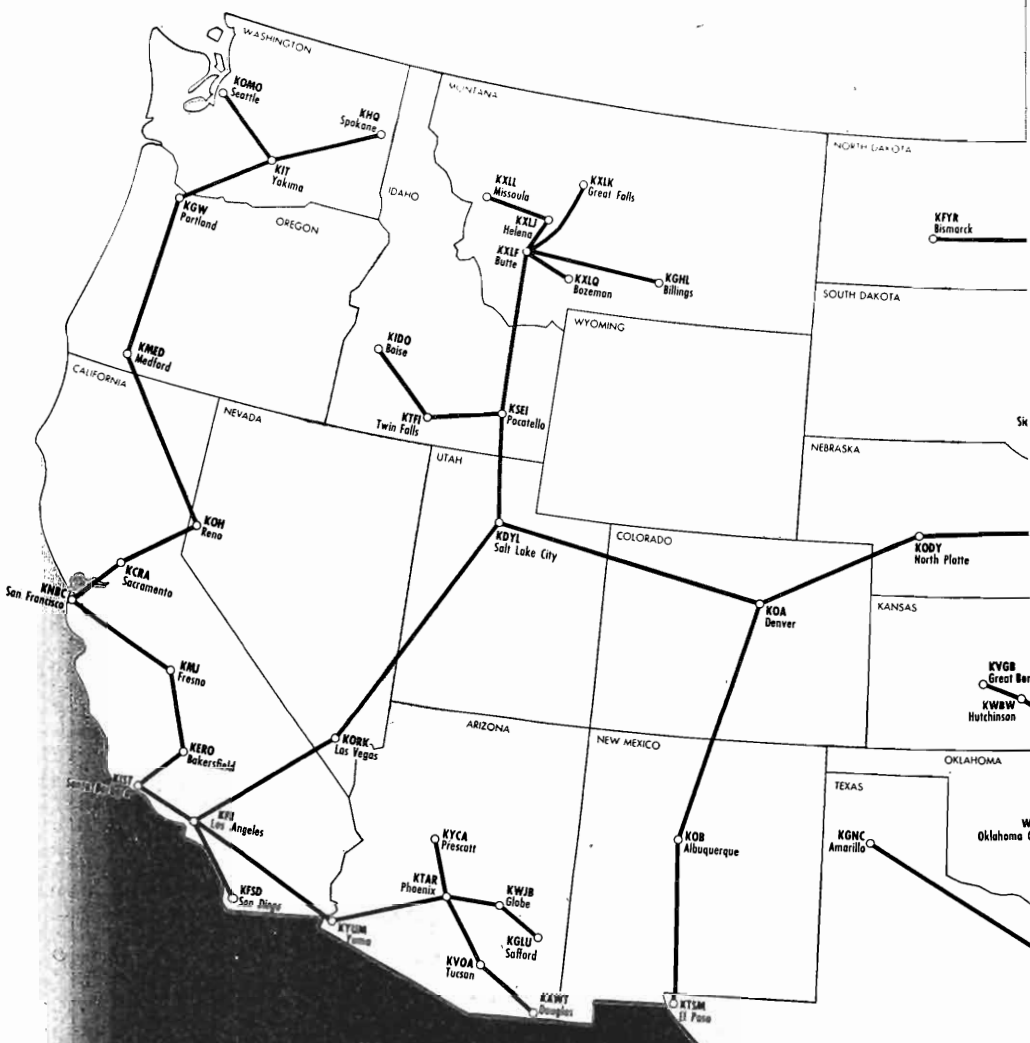 WASHINGTON
KOMO
Seattle
KHQ
Spokane
KIT
Yakima
KGW
Portland
OREGON
IDAHO
MONTANA
KXLL
Missoula
KXLK
Great Falls
KXLJ
Helena
KXLF
Butte
KXLQ
Bozeman
KGHL
Billings
NORTH DAKOTA
KFYR
Bismarck
SOUTH DAKOTA
WYOMING
KIDO
Boise
KMED
Medford
CALIFORNIA
NEVADA
KTFI
Twin Falls
KSEI
Pocatello
UTAH
NEBRASKA
KOH
Reno
KDYL
Salt Lake City
COLORADO
KODY
North Platte
KCRA
Sacramento
KNBC
San Francisco
KOA
Denver
KANSAS
KMJ
Fresno
KVGB
Great Ben
KWBW
Hutchinson
ARIZONA
KORK
Las Vegas
NEW MEXICO
KERO
Bakersfield
OKLAHOMA
TEXAS
KFI
Los Angeles
KYCA
Prescott
KOB
Albuquerque
KGNC
Amarillo
W
Oklahoma C
KTAR
Phoenix
KWJB
Globe
KFSD
San Diego
KYUM
Yuma
KGLU
Safford
KVOA
Tucson
KAWT
Douglas
KTSM
El Paso